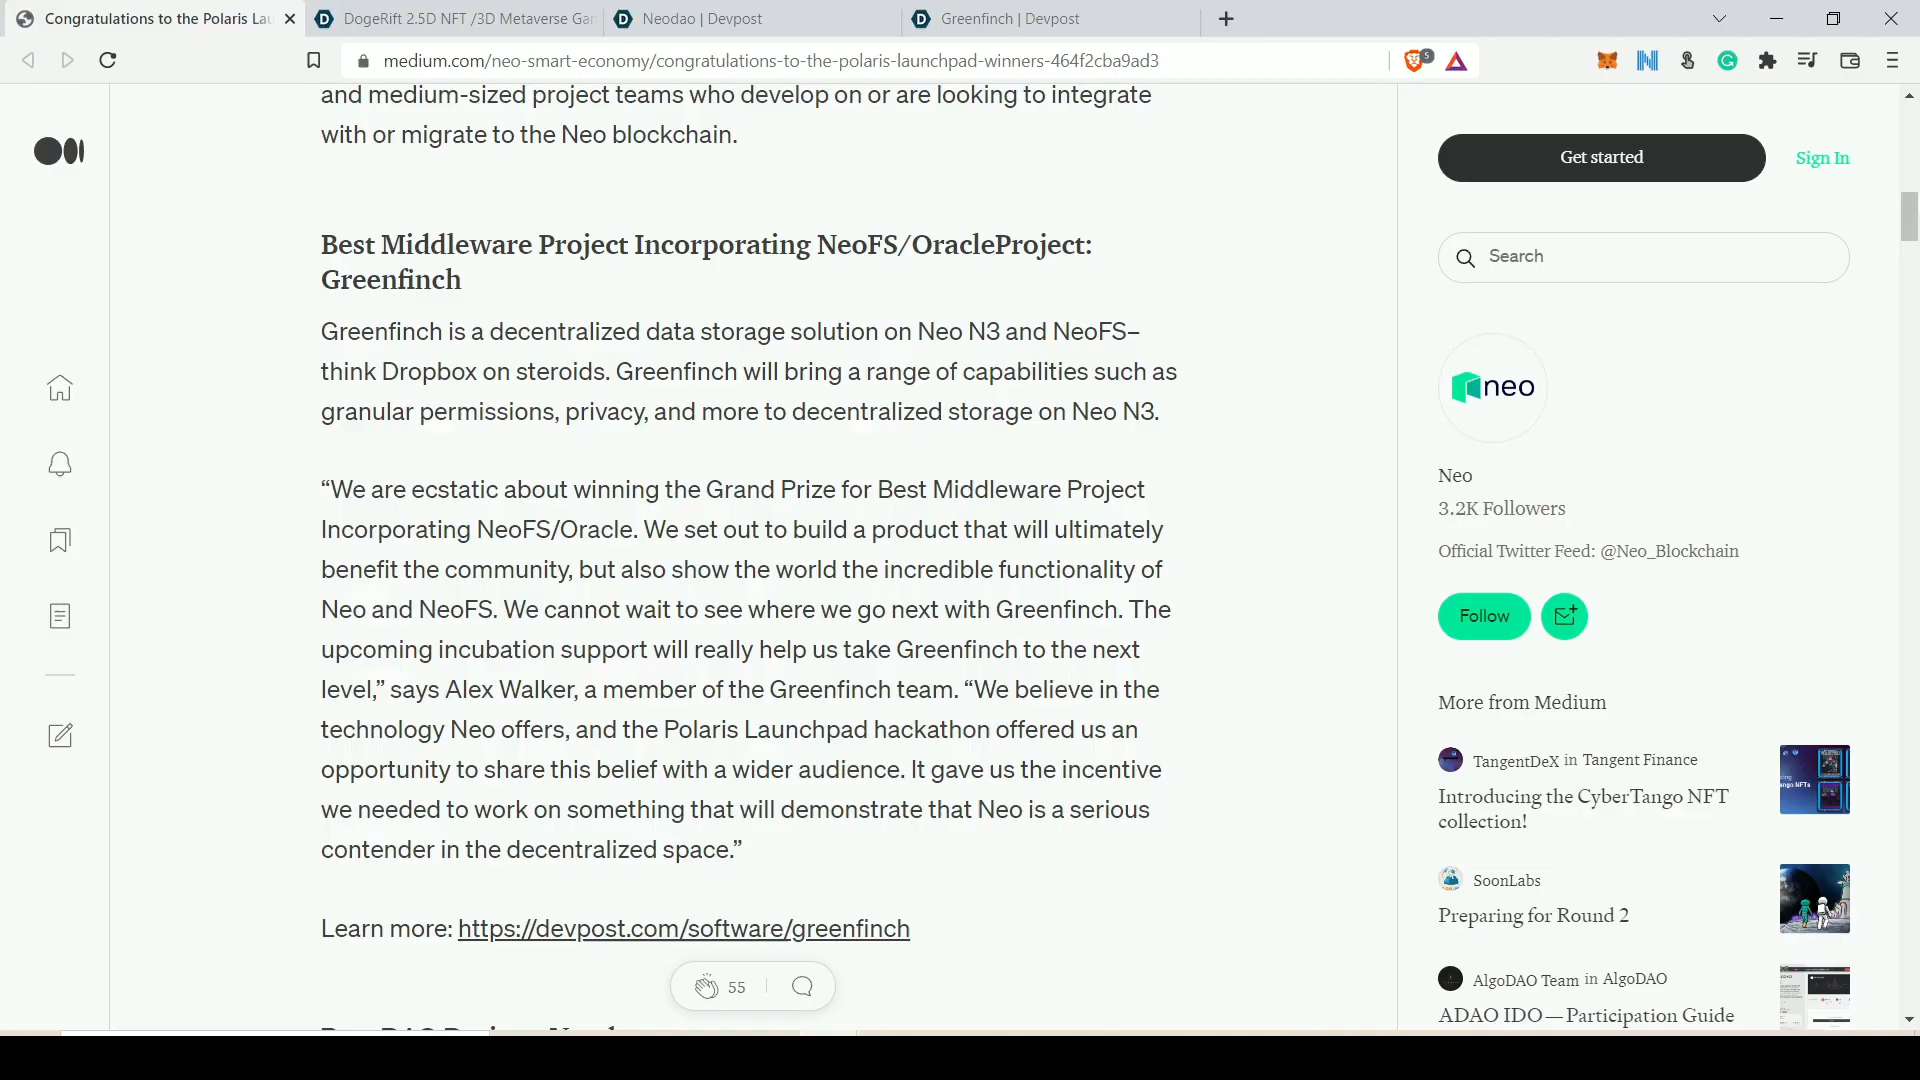 Congratulations to the Polaris Lau
DogeRift 2.5D NFT /3D Metaverse Gan
Neodao | Devpost
Greenfinch | Devpost
medium.com/neo-smart-economy/congratulations-to-the-polaris-launchpad-winners-464f2cba9ad3
5
and medium-sized project teams who develop on or are looking to integrate
with or migrate to the Neo blockchain.
Best Middleware Project Incorporating NeoFS/OracleProject:
Greenfinch
Greenfinch is a decentralized data storage solution on Neo N3 and NeoFS–
think Dropbox on steroids. Greenfinch will bring a range of capabilities such as
granular permissions, privacy, and more to decentralized storage on Neo N3.
“We are ecstatic about winning the Grand Prize for Best Middleware Project
Incorporating NeoFS/Oracle. We set out to build a product that will ultimately
benefit the community, but also show the world the incredible functionality of
Neo and NeoFS. We cannot wait to see where we go next with Greenfinch. The
upcoming incubation support will really help us take Greenfinch to the next
level,” says Alex Walker, a member of the Greenfinch team. “We believe in the
technology Neo offers, and the Polaris Launchpad hackathon offered us an
opportunity to share this belief with a wider audience. It gave us the incentive
we needed to work on something that will demonstrate that Neo is a serious
contender in the decentralized space.”
Learn more: https://devpost.com/software/greenfinch
55
Get started
Sign In
Search
neo
Neo
3.2K Followers
Official Twitter Feed: @Neo_Blockchain
Follow
More from Medium
TangentDeX in Tangent Finance
Introducing the CyberTango NFT
collection!
SoonLabs
Preparing for Round 2
AlgoDAO Team in AlgoDAO
ADAO IDO — Participation Guide